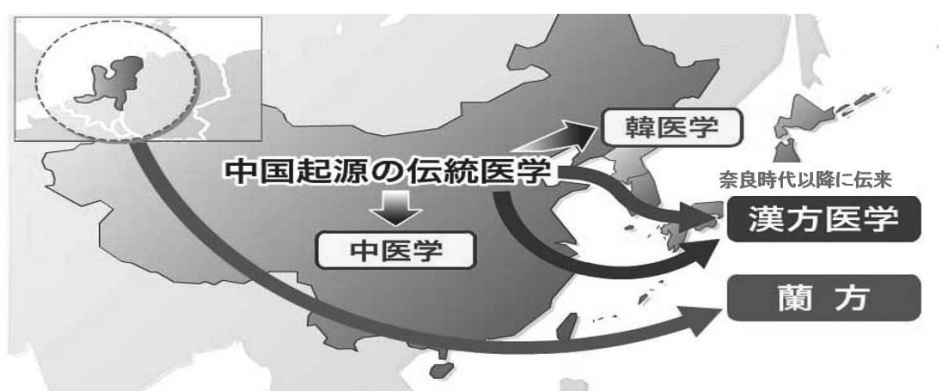 韓医学
中国起源の伝統医学
奈良時代以降に伝来
漢方医学
中医学
蘭方